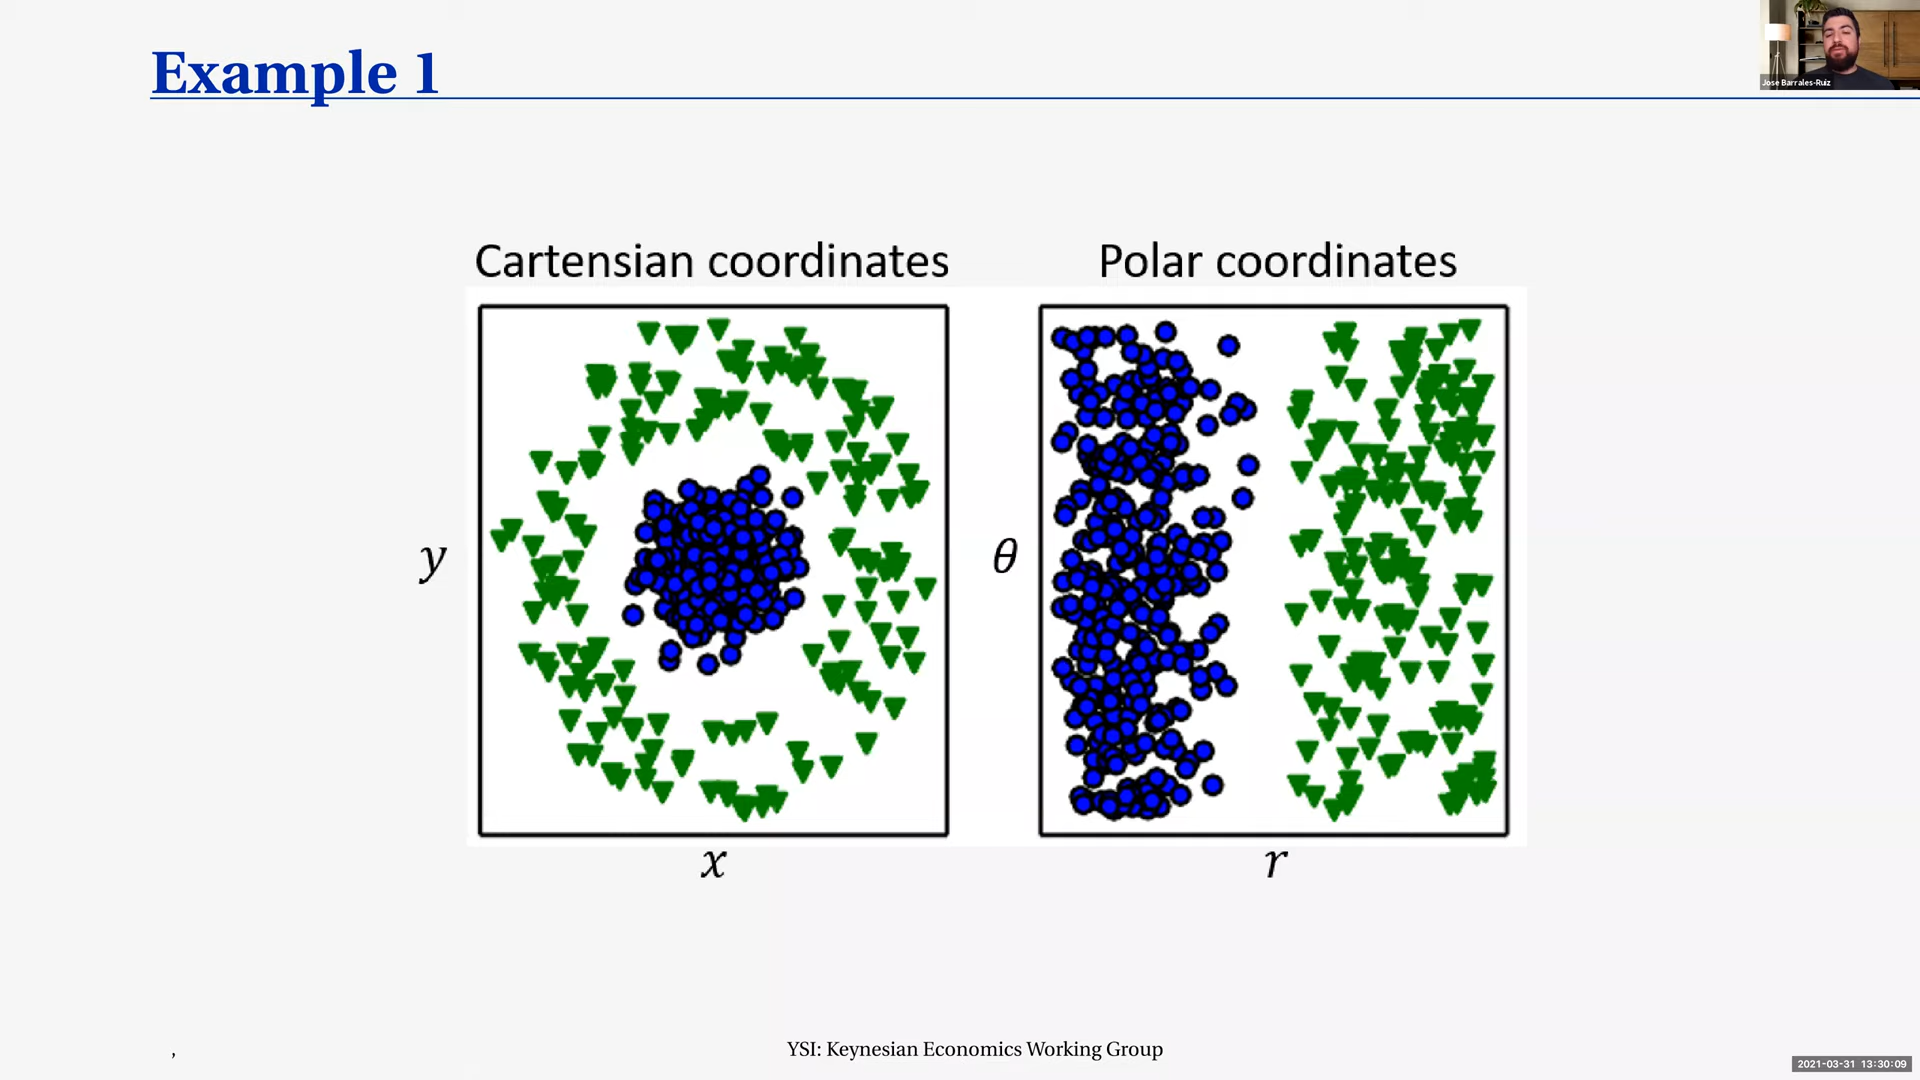 Example 1
Jose Barrales-Ruiz
Cartensian coordinates
Polar coordinates
y
θ
x
r
,
YSI: Keynesian Economics Working Group
2021-03-31 13:30:09